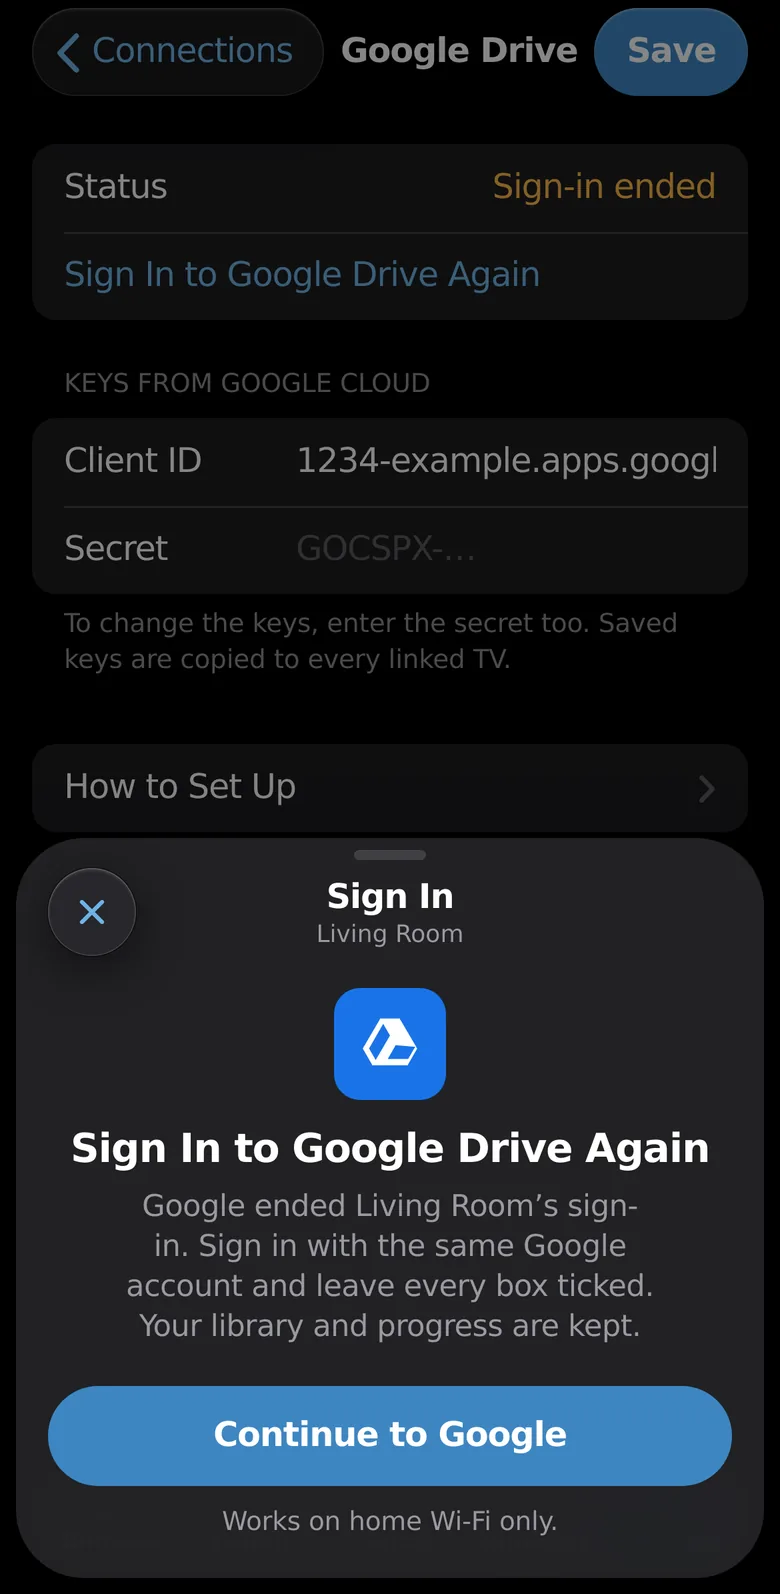 Connections
Google Drive
Save
Status
Sign-in ended
Sign In to Google Drive Again
KEYS FROM GOOGLE CLOUD
Client ID
1234-example.apps.googl
Secret
GOCSPX-...
To change the keys, enter the secret too. Saved
keys are copied to every linked TV.
How to Set Up
Sign In
Living Room
Sign In to Google Drive Again
Google ended Living Room’s sign-
in. Sign in with the same Google
account and leave every box ticked.
Your library and progress are kept.
Continue to Google
Works on home Wi-Fi only.